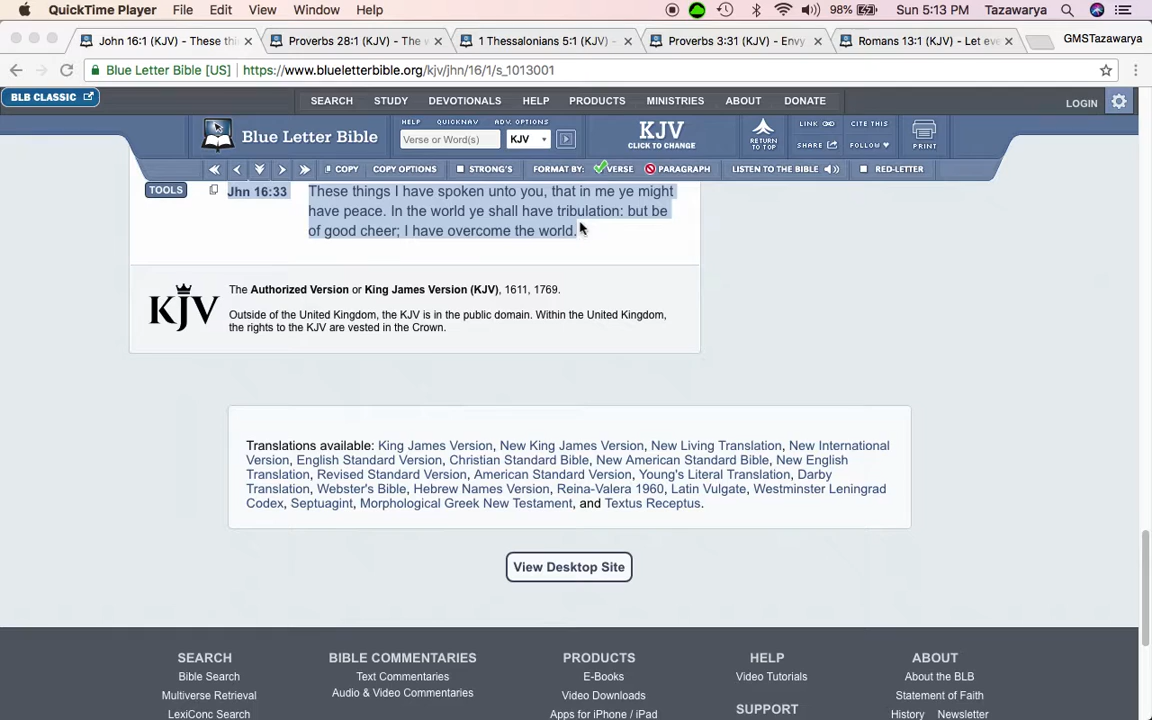 QuickTime Player File Edit View Window Help 98% Sun 5:13 PM Tazawarya
John 16:1 (KJV) - These thi Proverbs 28:1 (KJV) - The w 1 Thessalonians 5:1 (KJV) - Proverbs 3:31 (KJV) - Envy Romans 13:1 (KJV) - Let eve GMSTazawarya
Blue Letter Bible [US] https://www.blueletterbible.org/kjv/jhn/16/1/s_1013001
BLB CLASSIC SEARCH STUDY DEVOTIONALS HELP PRODUCTS MINISTRIES ABOUT DONATE LOGIN
HELP QUICKNAV ADV. OPTIONS LINK CITE THIS
Blue Letter Bible Verse or Word(s) KJV KJV
CLICK TO CHANGE RETURN TO TOP SHARE FOLLOW PRINT
COPY COPY OPTIONS STRONG'S FORMAT BY: VERSE PARAGRAPH LISTEN TO THE BIBLE RED-LETTER
TOOLS Jhn 16:33 These things I have spoken unto you, that in me ye might
have peace. In the world ye shall have tribulation: but be
of good cheer; I have overcome the world.
KJV
The Authorized Version or King James Version (KJV), 1611, 1769.
Outside of the United Kingdom, the KJV is in the public domain. Within the United Kingdom,
the rights to the KJV are vested in the Crown.
Translations available: King James Version, New King James Version, New Living Translation, New International
Version, English Standard Version, Christian Standard Bible, New American Standard Bible, New English
Translation, Revised Standard Version, American Standard Version, Young's Literal Translation, Darby
Translation, Webster's Bible, Hebrew Names Version, Reina-Valera 1960, Latin Vulgate, Westminster Leningrad
Codex, Septuagint, Morphological Greek New Testament, and Textus Receptus.
View Desktop Site
SEARCH BIBLE COMMENTARIES PRODUCTS HELP ABOUT
Bible Search Text Commentaries E-Books Video Tutorials About the BLB
Multiverse Retrieval Audio & Video Commentaries Video Downloads Statement of Faith
LexiConc Search Apps for iPhone / iPad SUPPORT History Newsletter